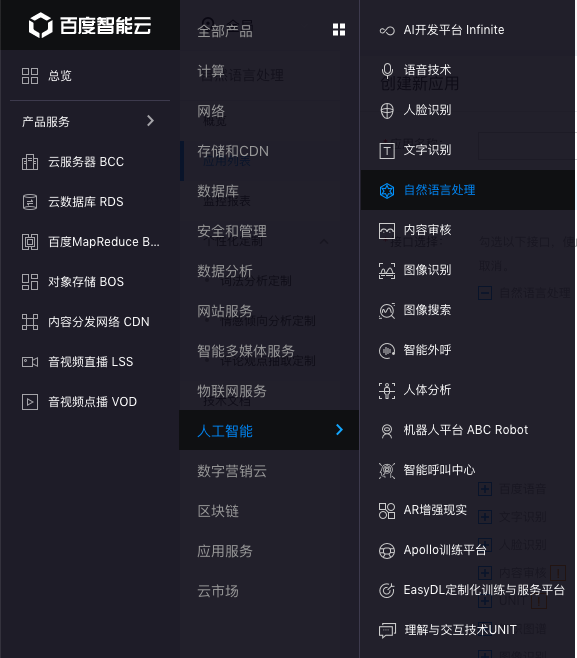 百度智能云
总览
产品服务
云服务器 BCC
云数据库 RDS
百度MapReduce B...
对象存储 BOS
内容分发网络 CDN
音视频直播 LSS
音视频点播 VOD
全部产品
计算
网络
存储和CDN
数据库
安全和管理
数据分析
网站服务
智能多媒体服务
物联网服务
人工智能
数字营销云
区块链
应用服务
云市场
AI开发平台 Infinite
语音技术
人脸识别
文字识别
自然语言处理
内容审核
图像识别
图像搜索
智能外呼
人体分析
机器人平台 ABC Robot
智能呼叫中心
AR增强现实
Apollo训练平台
EasyDL定制化训练与服务平台
理解与交互技术UNIT
创建新应用
自然语言处理